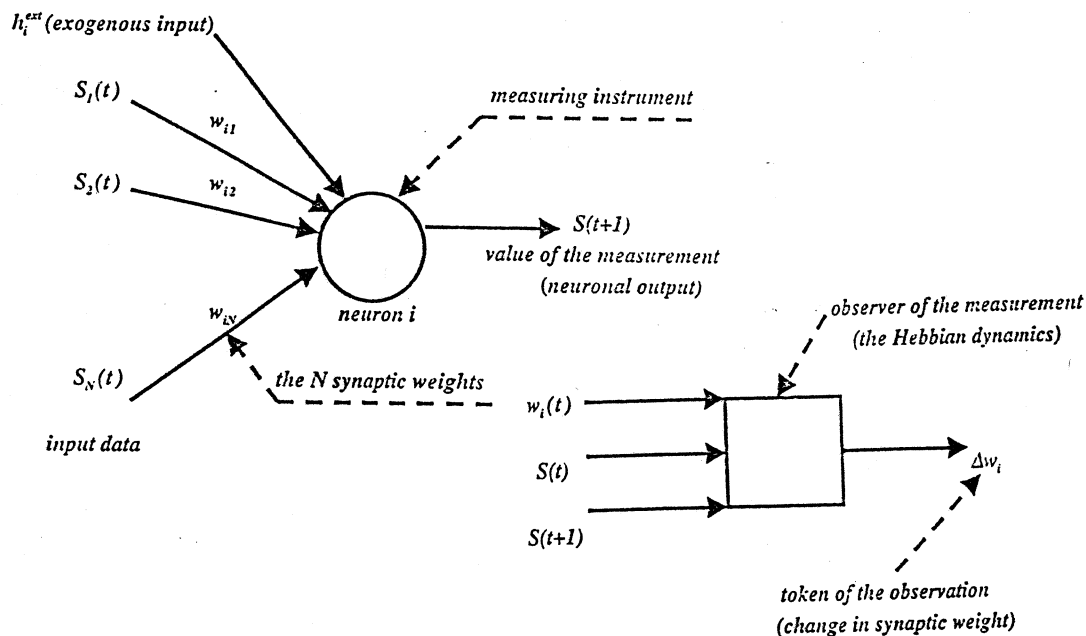 h_i^ext (exogenous input)
S_1(t)
w_i1
measuring instrument
S_2(t)
w_i2
S(t+1)
value of the measurement
(neuronal output)
neuron i
w_iN
observer of the measurement
(the Hebbian dynamics)
S_N(t)
the N synaptic weights
w_i(t)
input data
S(t)
Δw_i
S(t+1)
token of the observation
(change in synaptic weight)